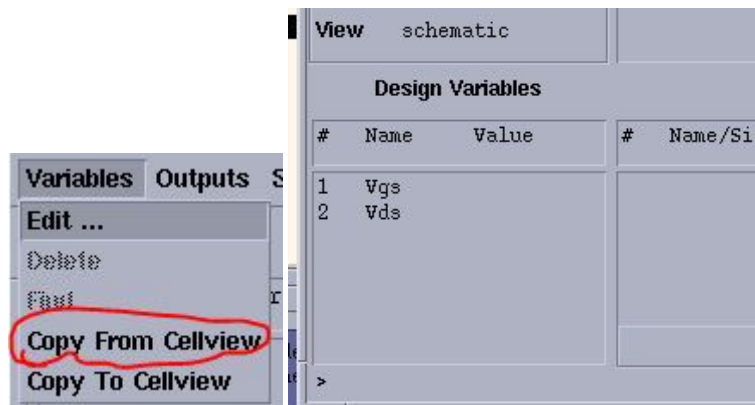 Variables Outputs S
Edit ...
Delete
Find
Copy From Cellview
Copy To Cellview
View schematic
Design Variables
# Name Value # Name/Si
1 Vgs
2 Vds
>